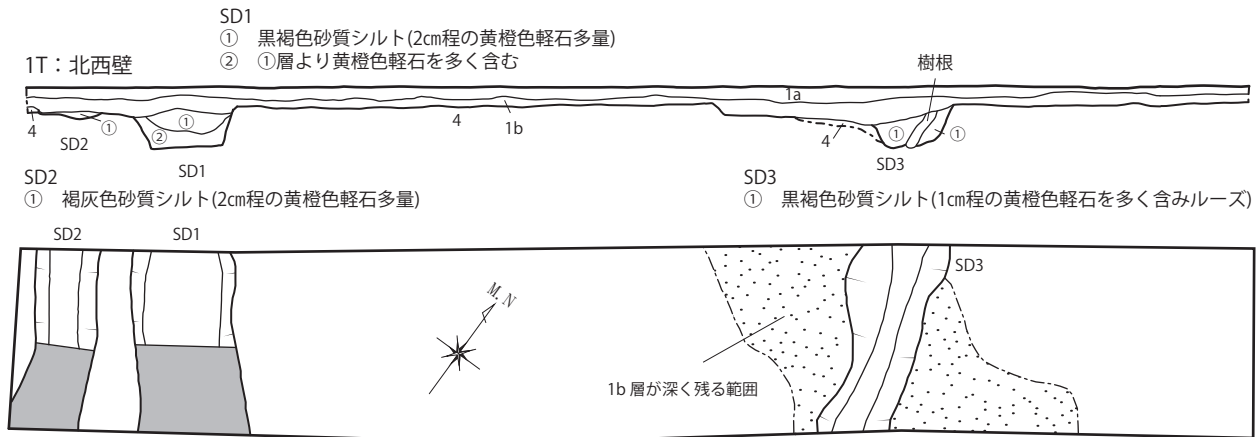 SD1
① 黒褐色砂質シルト(2㎝程の黄橙色軽石多量)
② ①層より黄橙色軽石を多く含む
1T：北西壁
樹根
1a
4
①
SD2
②
①
SD1
4
1b
4
①
①
SD3
SD2
① 褐灰色砂質シルト(2㎝程の黄橙色軽石多量)
SD3
① 黒褐色砂質シルト(1㎝程の黄橙色軽石を多く含みルーズ)
SD2
SD1
SD3
M.N
1b 層が深く残る範囲